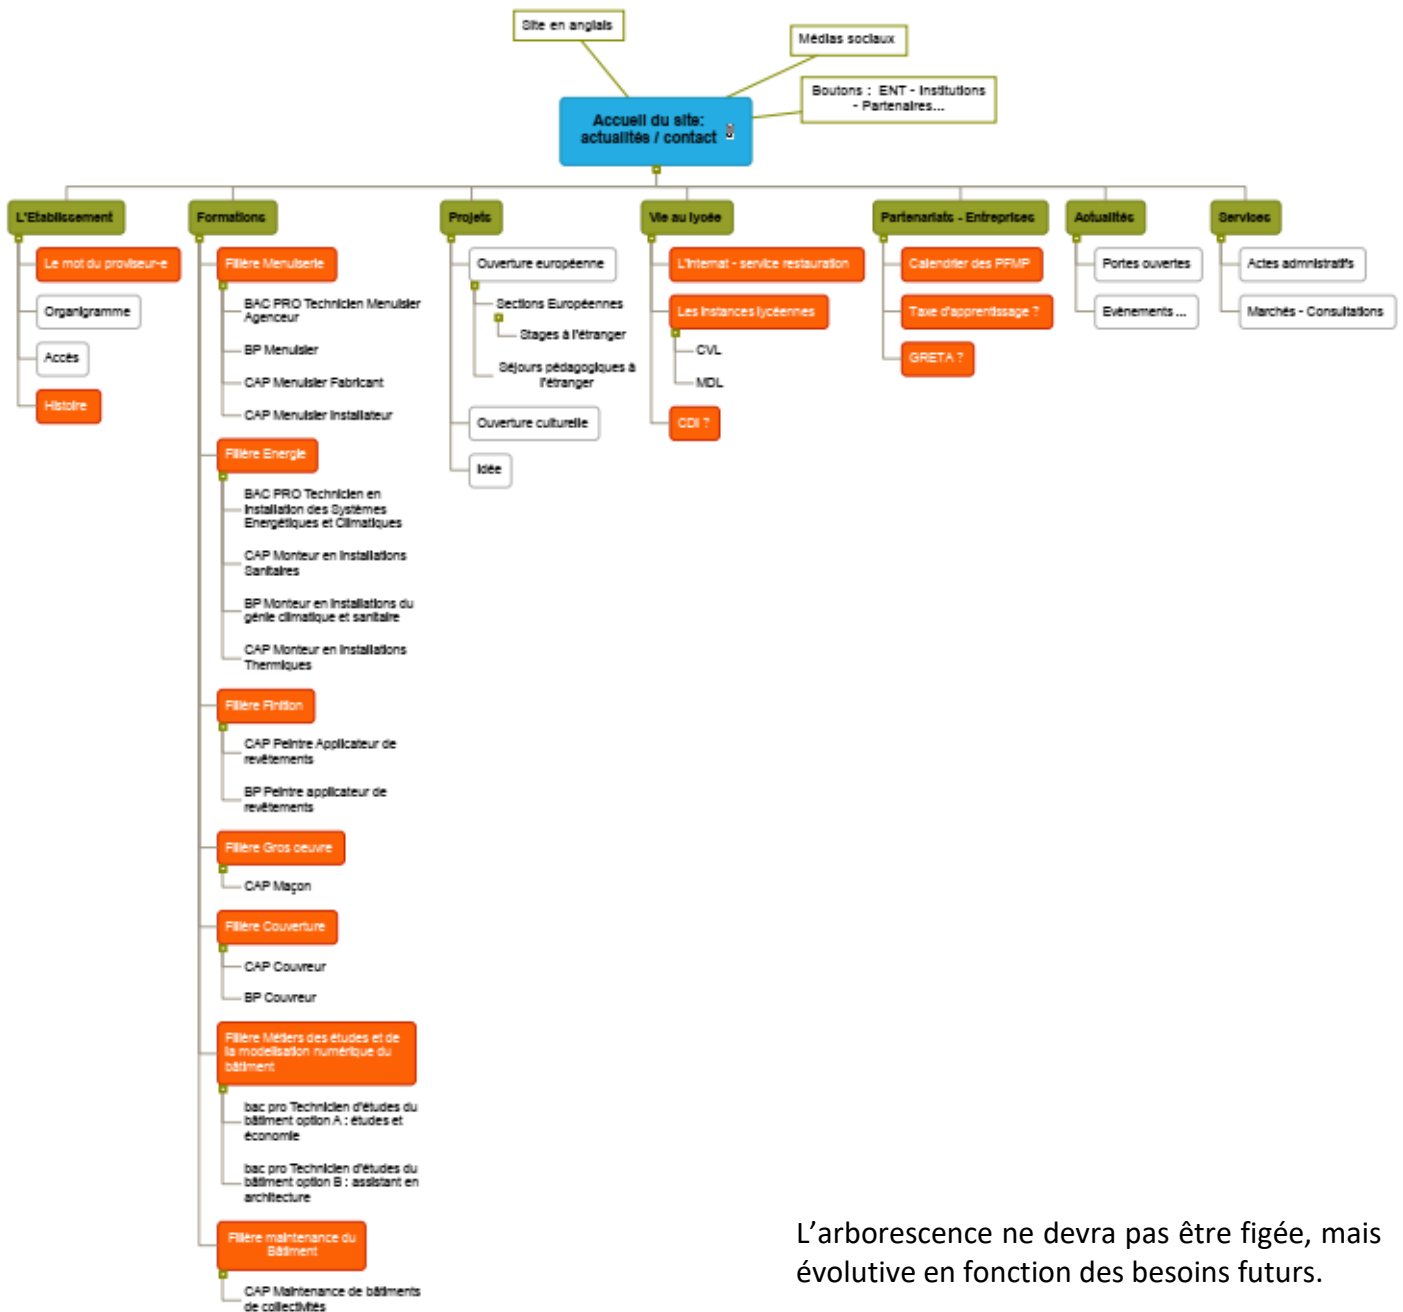 Site en anglais
Médias sociaux
Boutons : ENT - Institutions
- Partenaires...
Accueil du site:
actualités / contact
L'Etablissement
Le mot du proviseur-e
Organigramme
Accès
Histoire
Formations
Filière Menuiserie
BAC PRO Technicien Menuisier
Agenceur
BP Menuisier
CAP Menuisier Fabricant
CAP Menuisier Installateur
Filière Energie
BAC PRO Technicien en
Installation des Systèmes
Energétiques et Climatiques
CAP Monteur en Installations
Sanitaires
BP Monteur en Installations du
génie climatique et sanitaire
CAP Monteur en Installations
Thermiques
Filière Finition
CAP Peintre Applicateur de
revêtements
BP Peintre applicateur de
revêtements
Filière Gros oeuvre
CAP Maçon
Filière Couverture
CAP Couvreur
BP Couvreur
Filière Métiers des études et de
la modelisation numérique du
bâtiment
bac pro Technicien d'études du
bâtiment option A : études et
économie
bac pro Technicien d'études du
bâtiment option B : assistant en
architecture
Filière maintenance du
Bâtiment
CAP Maintenance de bâtiments
de collectivités
Projets
Ouverture européenne
Sections Européennes
Stages à l'étranger
Séjours pédagogiques à
l'étranger
Ouverture culturelle
Idée
Vie au lycée
L'internat - service restauration
Les instances lycéennes
CVL
MDL
CDI ?
Partenariats - Entreprises
Calendrier des PFMP
Taxe d'apprentissage ?
GRETA ?
Actualités
Portes ouvertes
Evènements ...
Services
Actes admnistratifs
Marchés - Consultations
L'arborescence ne devra pas être figée, mais
évolutive en fonction des besoins futurs.